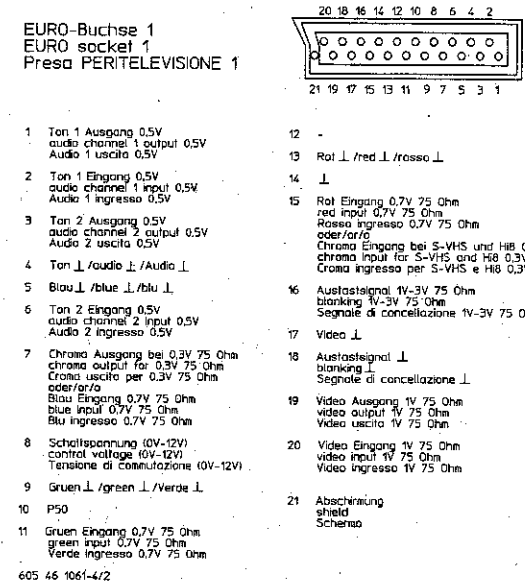 EURO-Buchse 1
EURO socket 1
Presa PERITELEVISIONE 1
20 18 16 14 12 10 8 6 4 2
21 19 17 15 13 11 9 7 5 3 1
1 Ton 1 Ausgang 0,5V
audio channel 1 output 0,5V
Audio 1 uscita 0,5V
2 Ton 1 Eingang 0,5V
audio channel 1 input 0,5V
Audio 1 ingresso 0,5V
3 Ton 2 Ausgang 0,5V
audio channel 2 output 0,5V
Audio 2 uscita 0,5V
4 Ton ⊥ /audio ⊥ /Audio ⊥
5 Blau ⊥ /blue ⊥ /blu ⊥
6 Ton 2 Eingang 0,5V
audio channel 2 input 0,5V
Audio 2 ingresso 0,5V
7 Chroma Ausgang bei 0,3V 75 Ohm
chroma output for 0,3V 75 Ohm
Croma uscita per 0,3V 75 Ohm
oder/or/o
Blau Eingang 0,7V 75 Ohm
blue input 0,7V 75 Ohm
Blu ingresso 0,7V 75 Ohm
8 Schaltspannung (0V-12V)
control voltage (0V-12V)
Tensione di commutazione (0V-12V)
9 Gruen ⊥ /green ⊥ /Verde ⊥
10 P50
11 Gruen Eingang 0,7V 75 Ohm
green input 0,7V 75 Ohm
Verde ingresso 0,7V 75 Ohm
605 46 1061-4/2
12 -
13 Rot ⊥ /red ⊥ /rosso ⊥
14 ⊥
15 Rot Eingang 0,7V 75 Ohm
red input 0,7V 75 Ohm
Rosso ingresso 0,7V 75 Ohm
oder/or/o
Chroma Eingang bei S-VHS und Hi8 0
chroma input for S-VHS and Hi8 0,3V
Croma ingresso per S-VHS e Hi8 0,3V
16 Austastsignal 1V-3V 75 Ohm
blanking 1V-3V 75 Ohm
Segnale di concellazione 1V-3V 75 O
17 Video ⊥
18 Austastsignal ⊥
blanking ⊥
Segnale di concellazione ⊥
19 Video Ausgang 1V 75 Ohm
video output 1V 75 Ohm
Video uscita 1V 75 Ohm
20 Video Eingang 1V 75 Ohm
video input 1V 75 Ohm
Video ingresso 1V 75 Ohm
21 Abschirmung
shield
Schermo